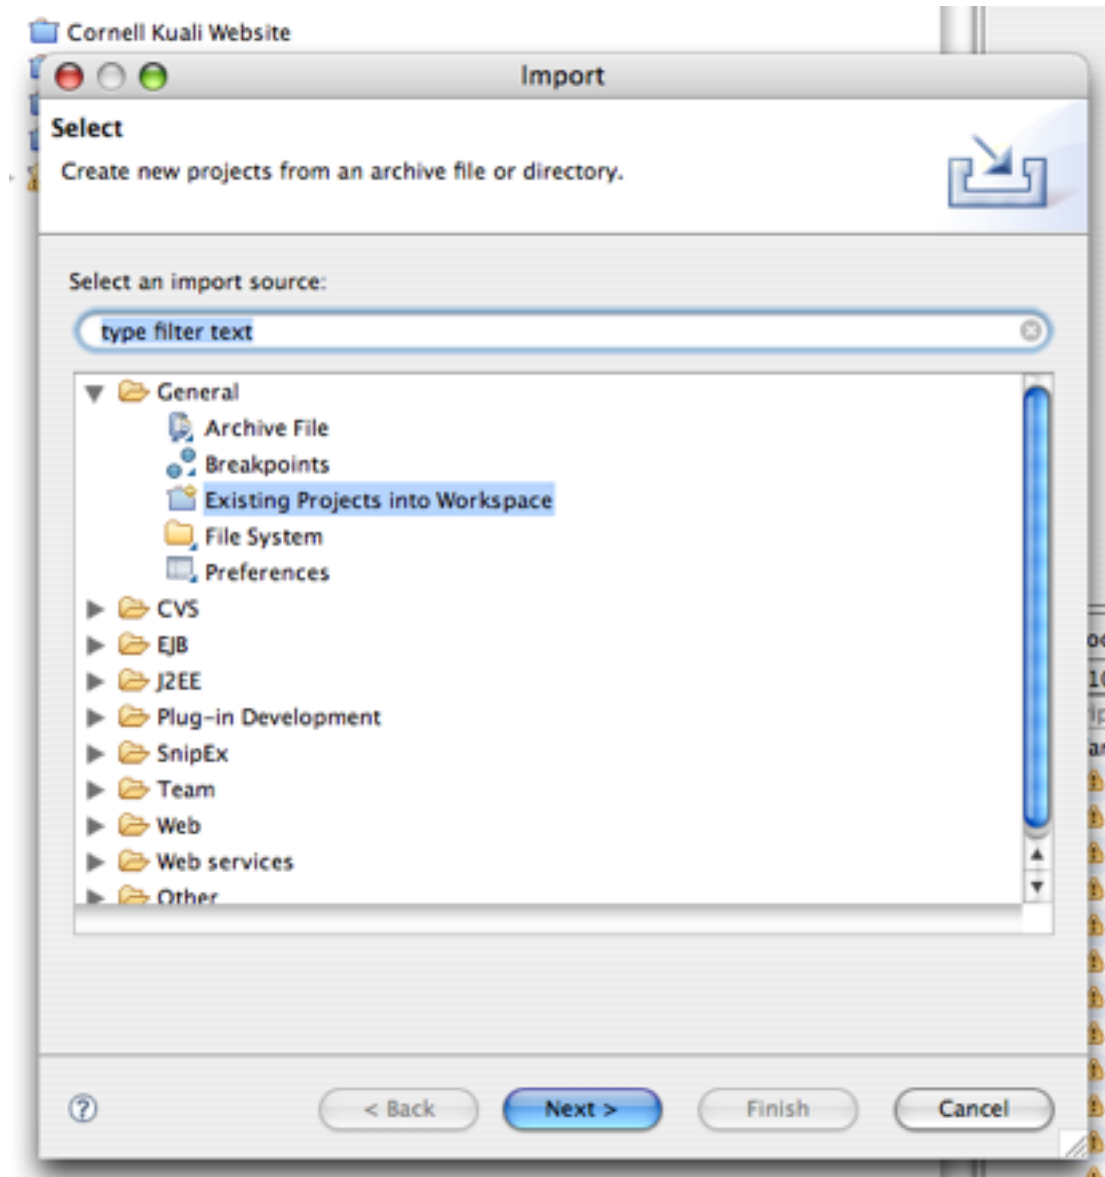 Cornell Kuali Website
Import
Select
Create new projects from an archive file or directory.
Select an import source:
type filter text
General
Archive File
Breakpoints
Existing Projects into Workspace
File System
Preferences
CVS
EJB
J2EE
Plug-in Development
SnipEx
Team
Web
Web services
Other
< Back
Next >
Finish
Cancel